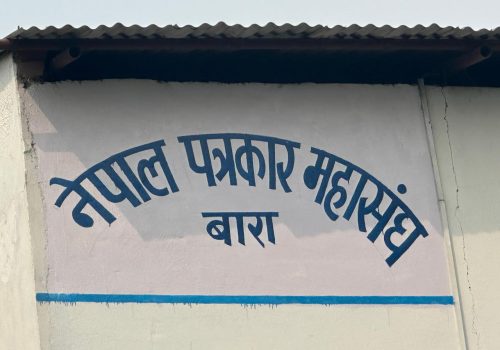 नेपाल पत्रकार महासंघ
बारा